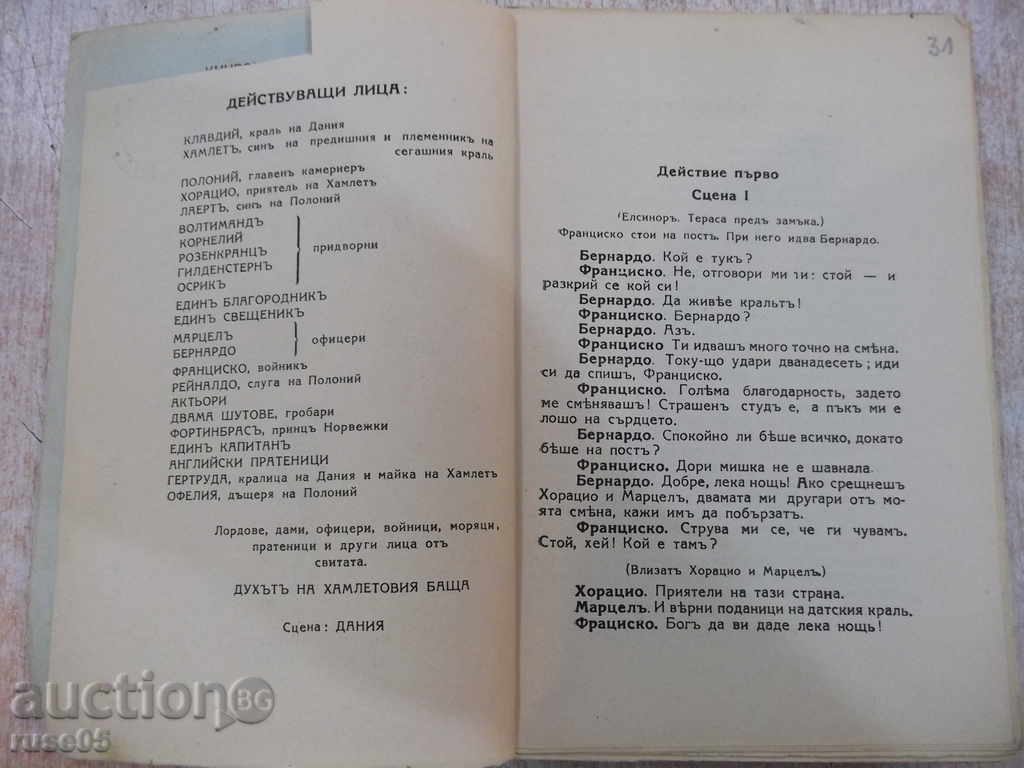 ДЕЙСТВУВАЩИ ЛИЦА:
КЛАВДИЙ, краль на Дания
ХАМЛЕТЪ, синъ на предишния и племенникъ на
сегашния краль
ПОЛОНИЙ, главенъ камериеръ
ХОРАЦИО, приятель на Хамлетъ
ЛАЕРТЪ, синъ на Полоний
ВОЛТИМАНДЪ
КОРНЕЛИЙ
РОЗЕНКРАНЦЪ
ГИЛДЕНСТЕРНЪ
ОСРИКЪ
придворни
ЕДИНЪ БЛАГОРОДНИКЪ
ЕДИНЪ СВЕЩЕНИКЪ
МАРЦЕЛЪ
БЕРНАРДО
офицери
ФРАНЦИСКО, войникъ
РЕЙНАЛДО, слуга на Полоний
АКТЬОРИ
ДВАМА ШУТОВЕ, гробари
ФОРТИНБРАСЪ, принцъ Норвежки
ЕДИНЪ КАПИТАНЪ
АНГЛИЙСКИ ПРАТЕНИЦИ
ГЕРТРУДА, кралица на Дания и майка на Хамлетъ
ОФЕЛИЯ, дъщеря на Полоний
Лордове, дами, офицери, войници, моряци,
пратеници и други лица отъ
свитата.
ДУХЪТЪ НА ХАМЛЕТОВИЯ БАЩА
Сцена: ДАНИЯ
31
Действие първо
Сцена I
(Елсиноръ. Тераса предъ замъка.)
Франциско стои на постъ. При него идва Бернардо.
Бернардо. Кой е тукъ?
Франциско. Не, отговори ми ти: стой — и
разкрий се кой си!
Бернардо. Да живѣе кральтъ!
Франциско. Бернардо?
Бернардо. Азъ.
Франциско Ти идвашъ много точно на смѣна.
Бернардо. Току-що удари дванадесеть; иди
си да спишъ, Франциско.
Франциско. Голѣма благодарность, задето
ме смѣнявашъ! Страшенъ студъ е, а пъкъ ми е
лошо на сърдцето.
Бернардо. Спокойно ли бѣше всичко, докато
бѣше на постъ?
Франциско. Дори мишка не е шавнала.
Бернардо. Добре, лека нощь! Ако срещнешъ
Хорацио и Марцелъ, двамата ми другари отъ мо-
ята смѣна, кажи имъ да побързатъ.
Франциско. Струва ми се, че ги чувамъ.
Стой, хей! Кой е тамъ?
(Влизатъ Хорацио и Марцелъ.)
Хорацио. Приятели на тази страна.
Марцелъ. И вѣрни поданици на датския краль.
Фрациско. Богъ да ви даде лека нощь!
auction BG
ruse05